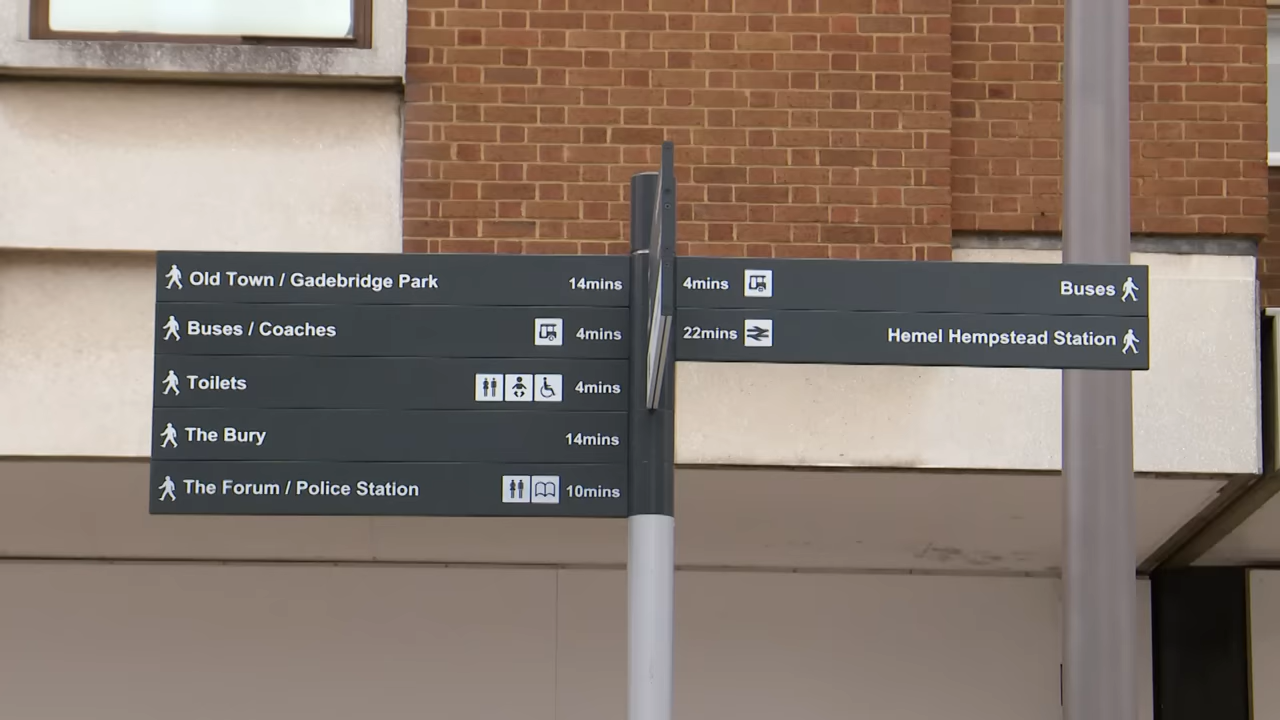 Old Town / Gadebridge Park 14mins
Buses / Coaches 4mins
Toilets 4mins
The Bury 14mins
The Forum / Police Station 10mins
4mins Buses
22mins Hemel Hempstead Station